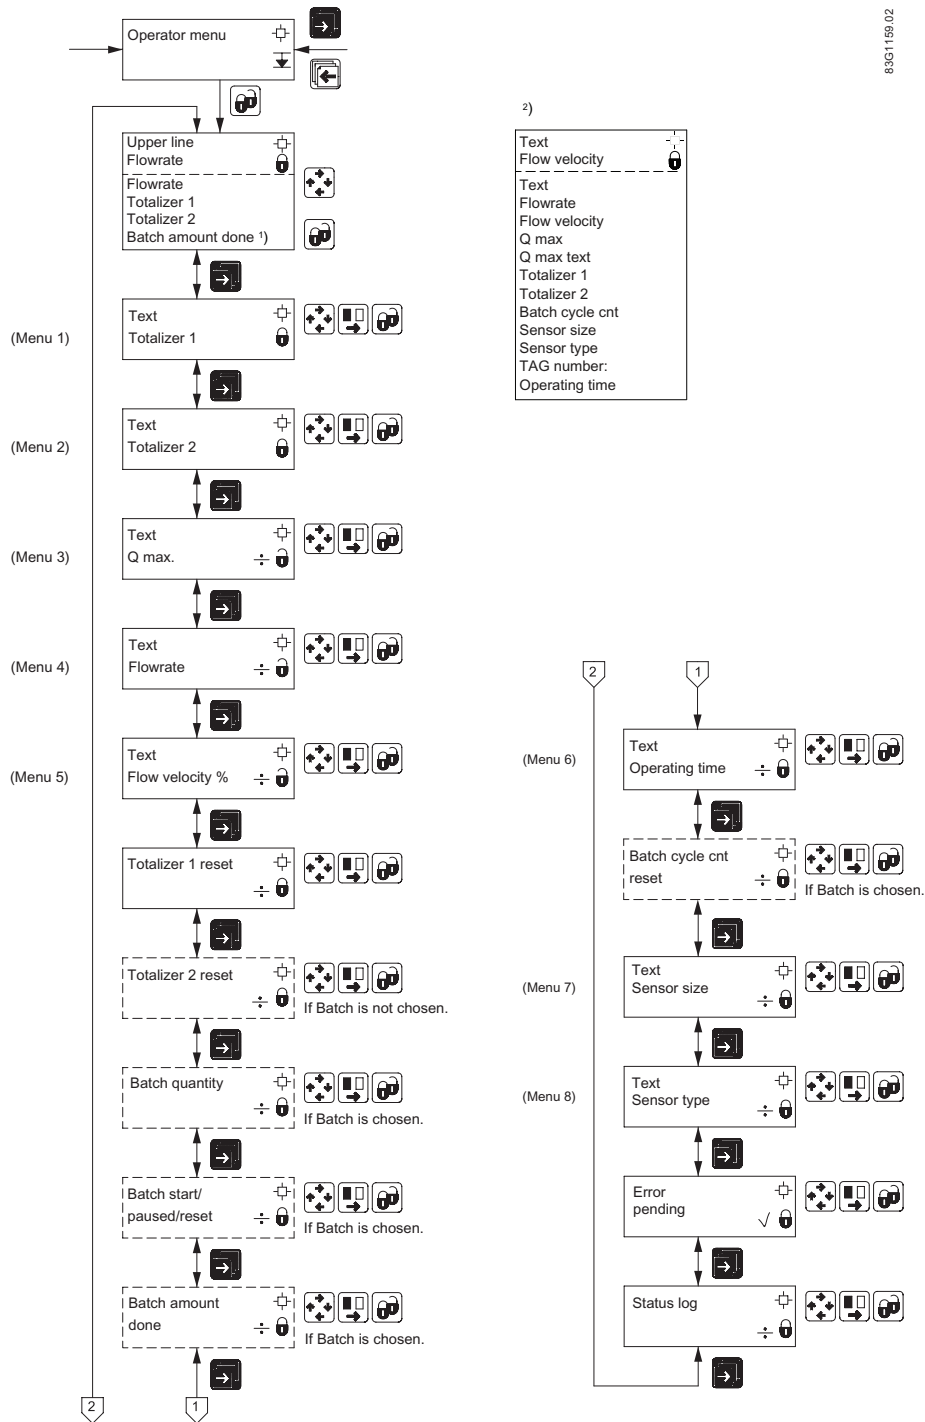 83G1159.02
Operator menu
Upper line
Flowrate
Flowrate
Totalizer 1
Totalizer 2
Batch amount done ¹)
(Menu 1)
Text
Totalizer 1
(Menu 2)
Text
Totalizer 2
(Menu 3)
Text
Q max.
(Menu 4)
Text
Flowrate
(Menu 5)
Text
Flow velocity %
Totalizer 1 reset
Totalizer 2 reset
If Batch is not chosen.
Batch quantity
If Batch is chosen.
Batch start/
paused/reset
If Batch is chosen.
Batch amount
done
If Batch is chosen.
2
1
²)
Text
Flow velocity
Text
Flowrate
Flow velocity
Q max
Q max text
Totalizer 1
Totalizer 2
Batch cycle cnt
Sensor size
Sensor type
TAG number:
Operating time
2
1
(Menu 6)
Text
Operating time
Batch cycle cnt
reset
If Batch is chosen.
(Menu 7)
Text
Sensor size
(Menu 8)
Text
Sensor type
Error
pending
Status log